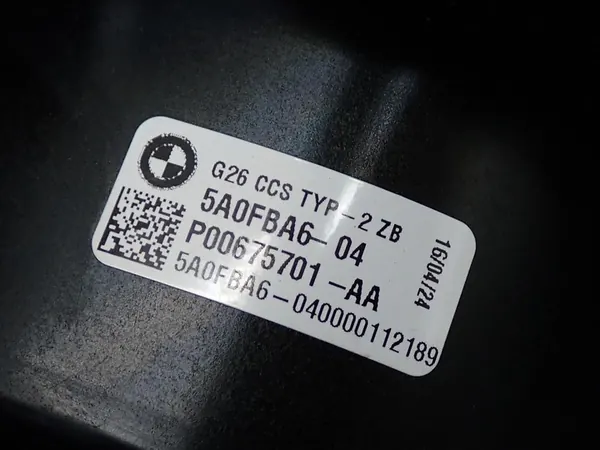 G26 CCS TYP-2 ZB
5A0FBA6-04
P00675701-AA
5A0FBA6-040000112189
16/04/24